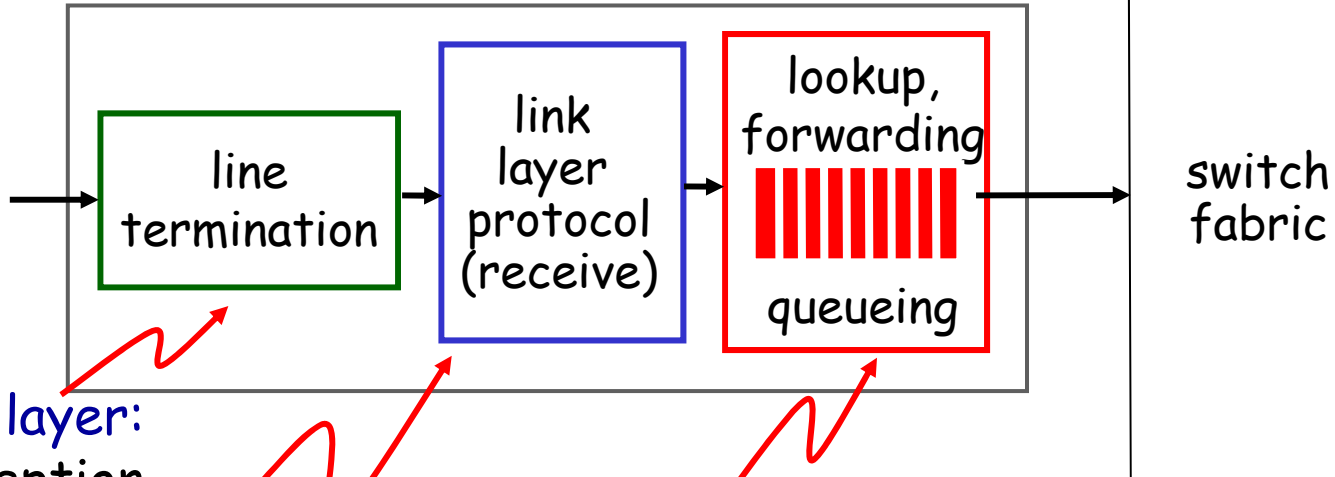 line
termination
link
layer
protocol
(receive)
lookup,
forwarding
queueing
switch
fabric
layer: